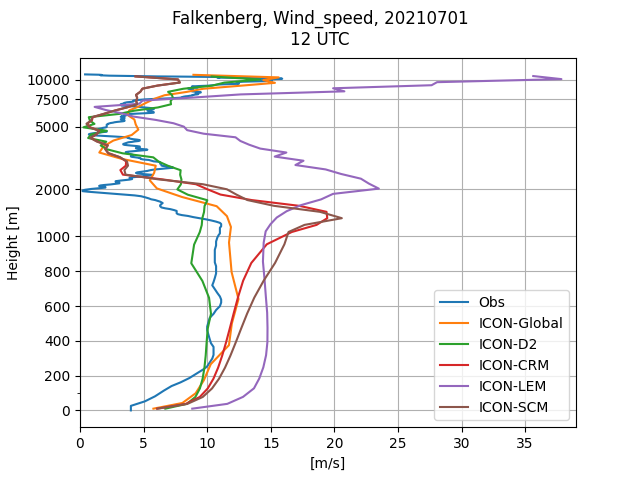 Falkenberg, Wind_speed, 20210701
12 UTC
10000
7500
5000
2000
1000
800
600
400
200
0
Height [m]
Obs
ICON-Global
ICON-D2
ICON-CRM
ICON-LEM
ICON-SCM
0 5 10 15 20 25 30 35
[m/s]